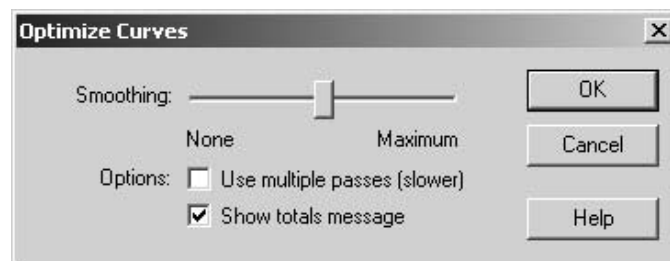 Optimize Curves
Smoothing:
OK
None Maximum
Cancel
Options: Use multiple passes (slower)
Show totals message
Help